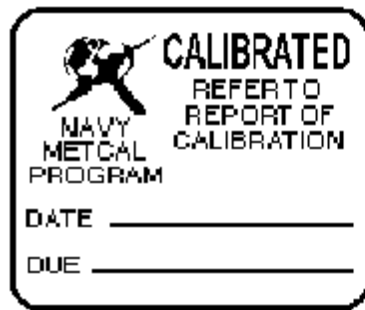 CALIBRATED
REFER TO
REPORT OF
CALIBRATION
NAVY
METCAL
PROGRAM
DATE
DUE